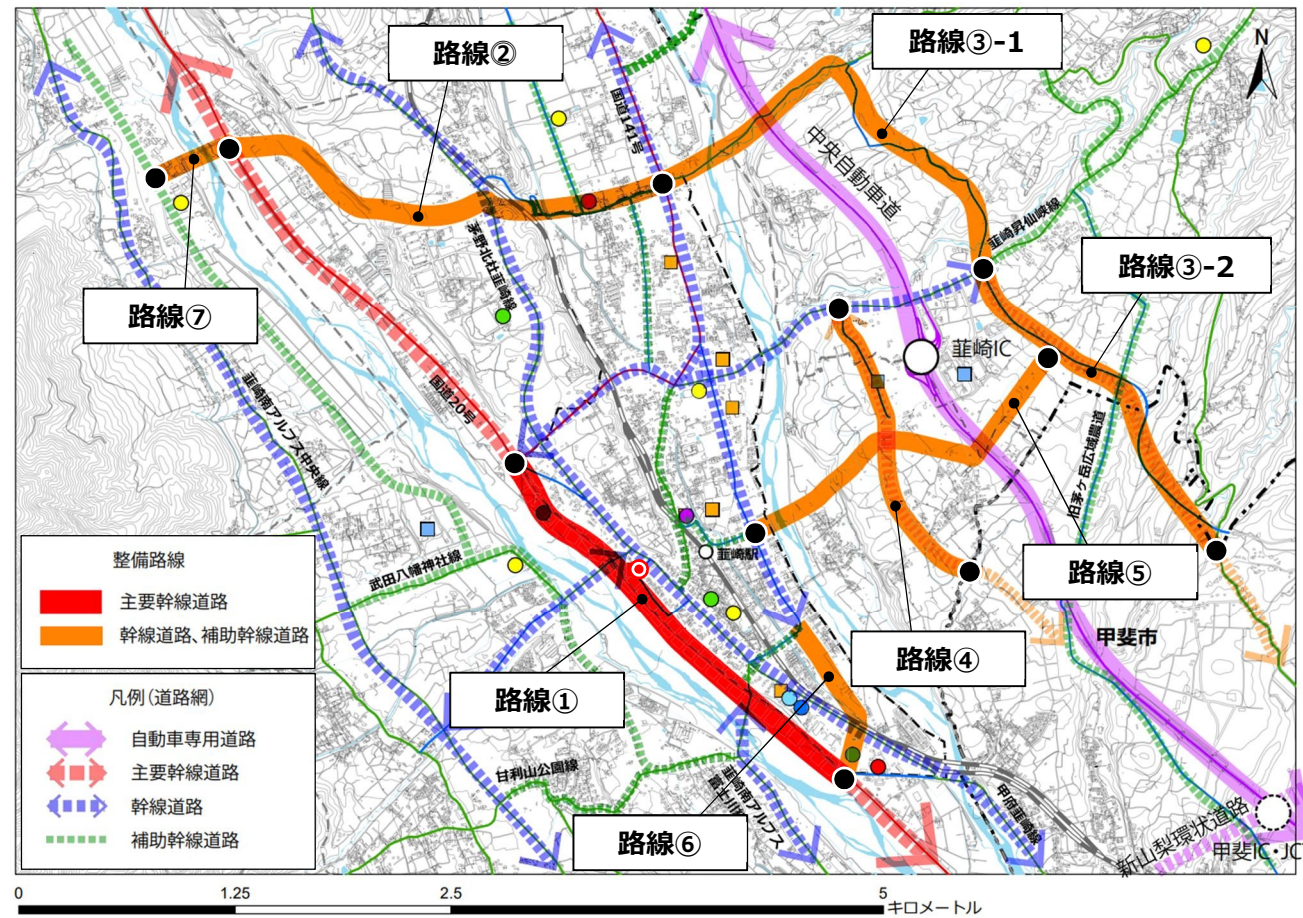 路線②
路線③-1
N
国道141号
中央自動車道
韮崎昇仙峡線
路線③-2
路線⑦
茅野北杜韮崎線
韮崎IC
国道20号
韮崎南アルプス中央線
旧茅ケ岳広域農道
韮崎駅
路線⑤
武田八幡神社線
整備路線
主要幹線道路
幹線道路、補助幹線道路
甲斐市
路線④
路線①
凡例(道路網)
自動車専用道路
主要幹線道路
幹線道路
補助幹線道路
甘利山公園線
韮崎南アルプス
富士川線
路線⑥
甲府韮崎線
新山梨環状道路
甲斐IC・JC
0
1.25
2.5
5
キロメートル